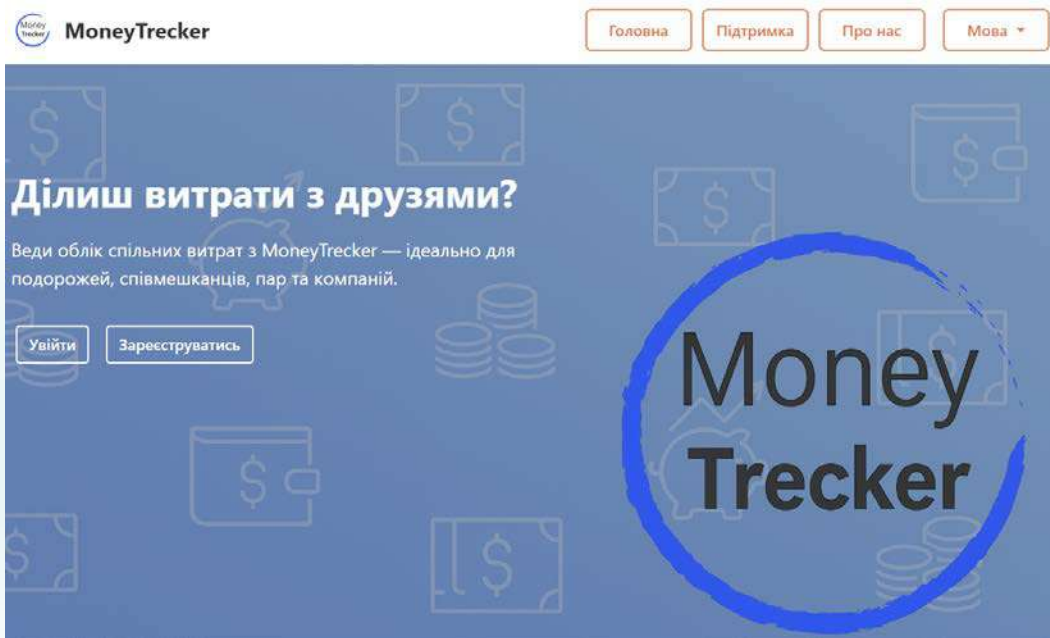 Money
Trecker
MoneyTrecker
Головна
Підтримка
Про нас
Мова
Ділиш витрати з друзями?
Веди облік спільних витрат з MoneyTrecker — ідеально для
подорожей, співмешканців, пар та компаній.
Увійти
Зареєструватись
Money
Trecker